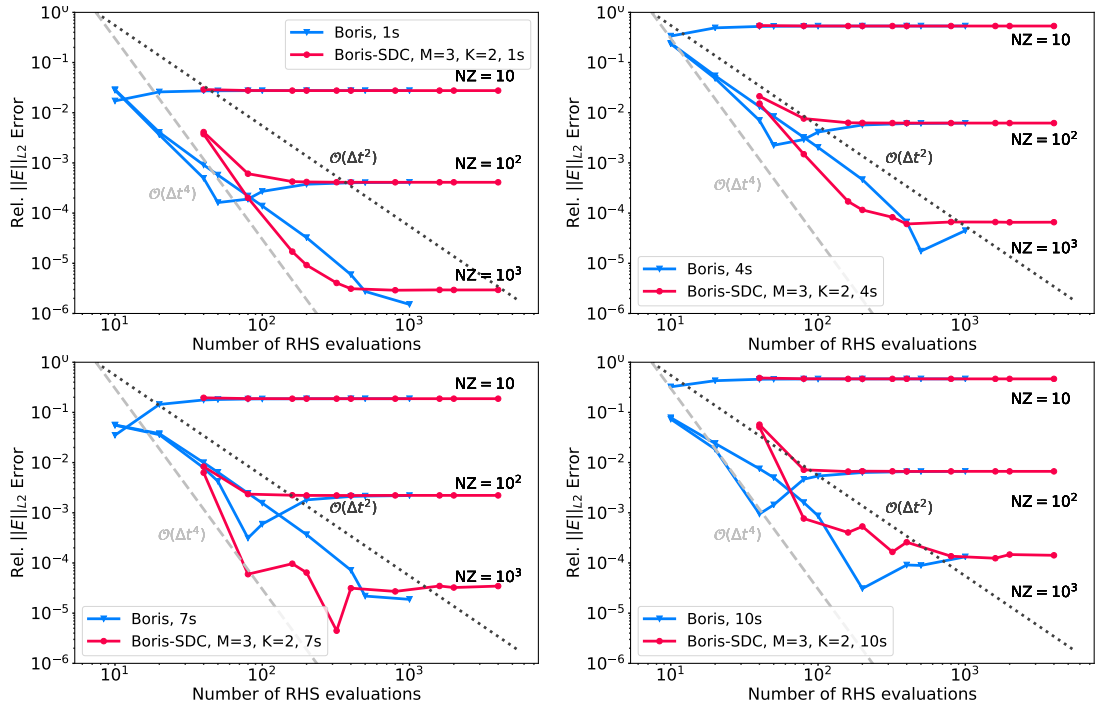 10⁰
10⁻¹
10⁻²
10⁻³
10⁻⁴
10⁻⁵
10⁻⁶
Rel. ||E||_L2 Error
10¹
10²
10³
Number of RHS evaluations
Boris, 1s
Boris-SDC, M=3, K=2, 1s
NZ = 10
NZ = 10²
NZ = 10³
𝒪(Δt²)
𝒪(Δt⁴)
10⁰
10⁻¹
10⁻²
10⁻³
10⁻⁴
10⁻⁵
10⁻⁶
Rel. ||E||_L2 Error
10¹
10²
10³
Number of RHS evaluations
NZ = 10
NZ = 10²
NZ = 10³
𝒪(Δt²)
𝒪(Δt⁴)
Boris, 4s
Boris-SDC, M=3, K=2, 4s
10⁰
10⁻¹
10⁻²
10⁻³
10⁻⁴
10⁻⁵
10⁻⁶
Rel. ||E||_L2 Error
10¹
10²
10³
Number of RHS evaluations
NZ = 10
NZ = 10²
NZ = 10³
𝒪(Δt²)
𝒪(Δt⁴)
Boris, 7s
Boris-SDC, M=3, K=2, 7s
10⁰
10⁻¹
10⁻²
10⁻³
10⁻⁴
10⁻⁵
10⁻⁶
Rel. ||E||_L2 Error
10¹
10²
10³
Number of RHS evaluations
NZ = 10
NZ = 10²
NZ = 10³
𝒪(Δt²)
𝒪(Δt⁴)
Boris, 10s
Boris-SDC, M=3, K=2, 10s